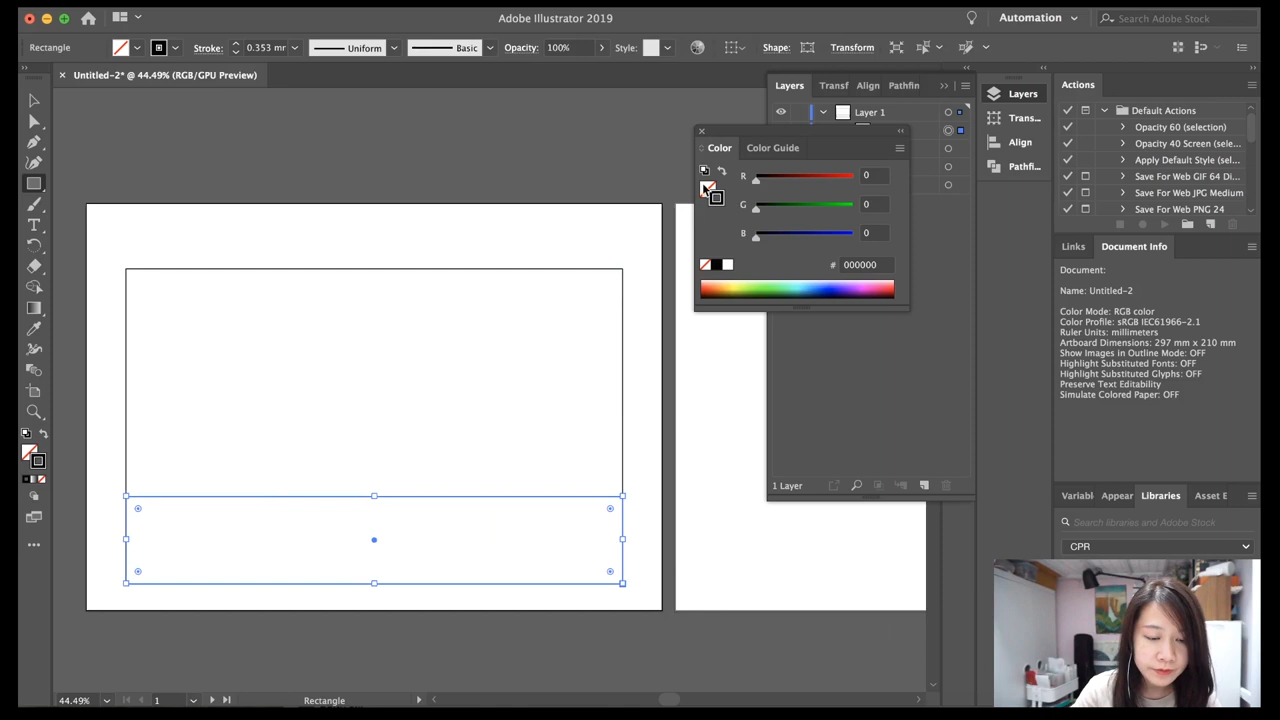 Adobe Illustrator 2019
Automation
Search Adobe Stock
Rectangle
Stroke:
0.353 mr
Uniform
Basic
Opacity:
100%
Style:
Shape:
Transform
Untitled-2* @ 44.49% (RGB/GPU Preview)
Layers
Transf
Align
Pathfin
Layer 1
Color
Color Guide
R
0
G
0
B
0
#
000000
1 Layer
Layers
Trans...
Align
Pathfi...
Actions
Default Actions
Opacity 60 (selection)
Opacity 40 Screen (sele...
Apply Default Style (sel...
Save For Web GIF 64 Di...
Save For Web JPG Medium
Save For Web PNG 24
Links
Document Info
Document:
Name: Untitled-2
Color Mode: RGB color
Color Profile: sRGB IEC61966-2.1
Ruler Units: millimeters
Artboard Dimensions: 297 mm x 210 mm
Show Images in Outline Mode: OFF
Highlight Substituted Fonts: OFF
Highlight Substituted Glyphs: OFF
Preserve Text Editability
Simulate Colored Paper: OFF
Variabl
Appear
Libraries
Asset E
Search libraries and Adobe Stock
CPR
44.49%
1
Rectangle